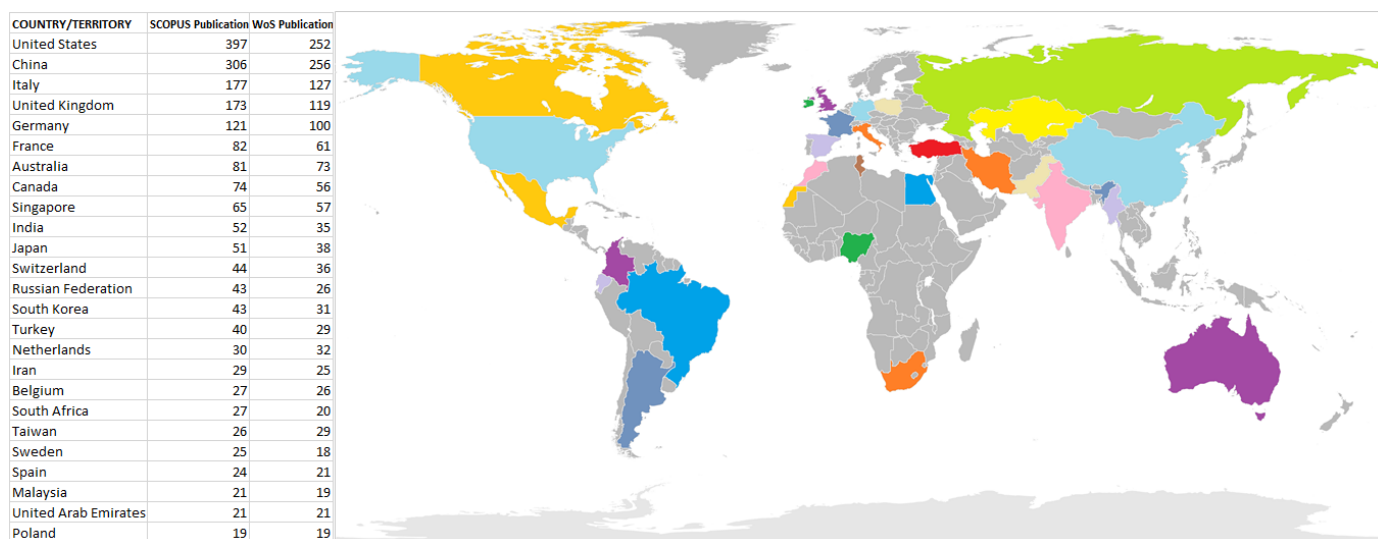 COUNTRY/TERRITORY SCOPUS Publication WoS Publication
United States 397 252
China 306 256
Italy 177 127
United Kingdom 173 119
Germany 121 100
France 82 61
Australia 81 73
Canada 74 56
Singapore 65 57
India 52 35
Japan 51 38
Switzerland 44 36
Russian Federation 43 26
South Korea 43 31
Turkey 40 29
Netherlands 30 32
Iran 29 25
Belgium 27 26
South Africa 27 20
Taiwan 26 29
Sweden 25 18
Spain 24 21
Malaysia 21 19
United Arab Emirates 21 21
Poland 19 19